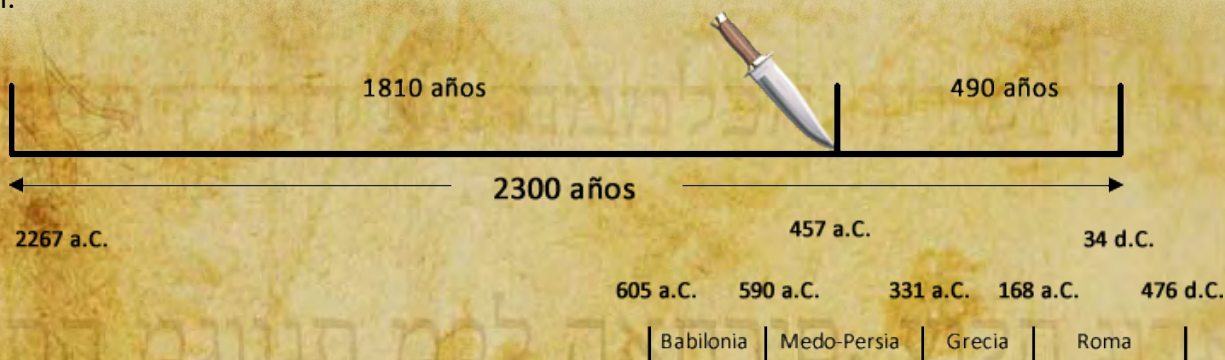 1810 años 490 años
2300 años
2267 a.C. 457 a.C. 34 d.C.
605 a.C. 590 a.C. 331 a.C. 168 a.C. 476 d.C.
Babilonia Medo-Persia Grecia Roma